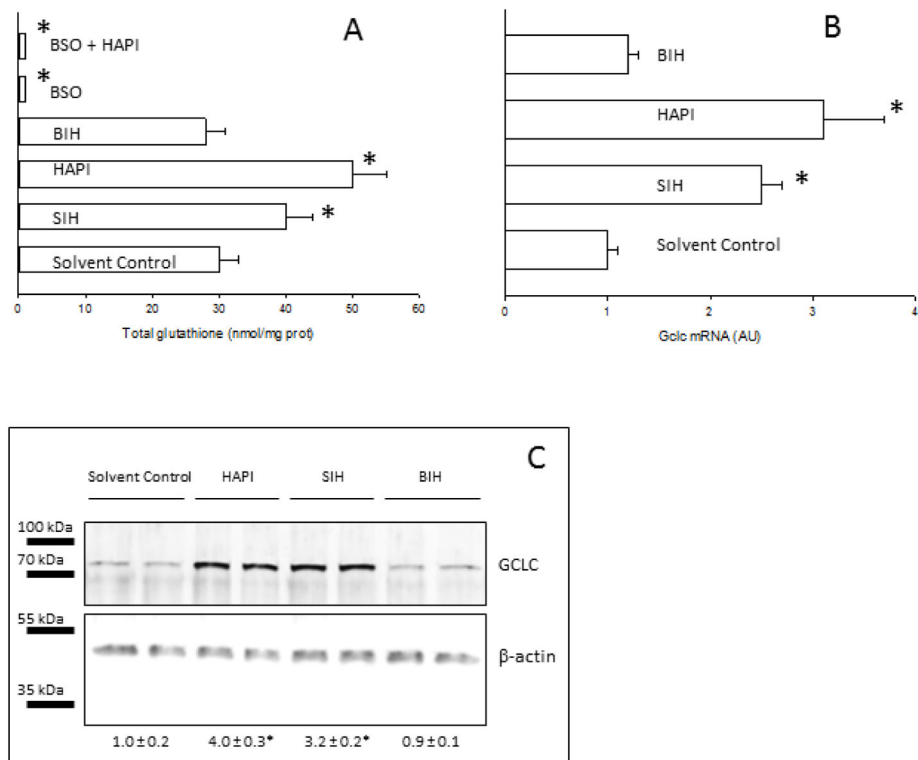 A
*
BSO + HAPI
*
BSO
BIH
HAPI
*
SIH
*
Solvent Control
0 10 20 30 40 50 60
Total glutathione (nmol/mg prot)
B
BIH
HAPI
*
SIH
*
Solvent Control
0 1 2 3 4
Gclc mRNA (AU)
C
Solvent Control HAPI SIH BIH
100 kDa
70 kDa
GCLC
55 kDa
β-actin
35 kDa
1.0±0.2 4.0±0.3* 3.2±0.2* 0.9±0.1